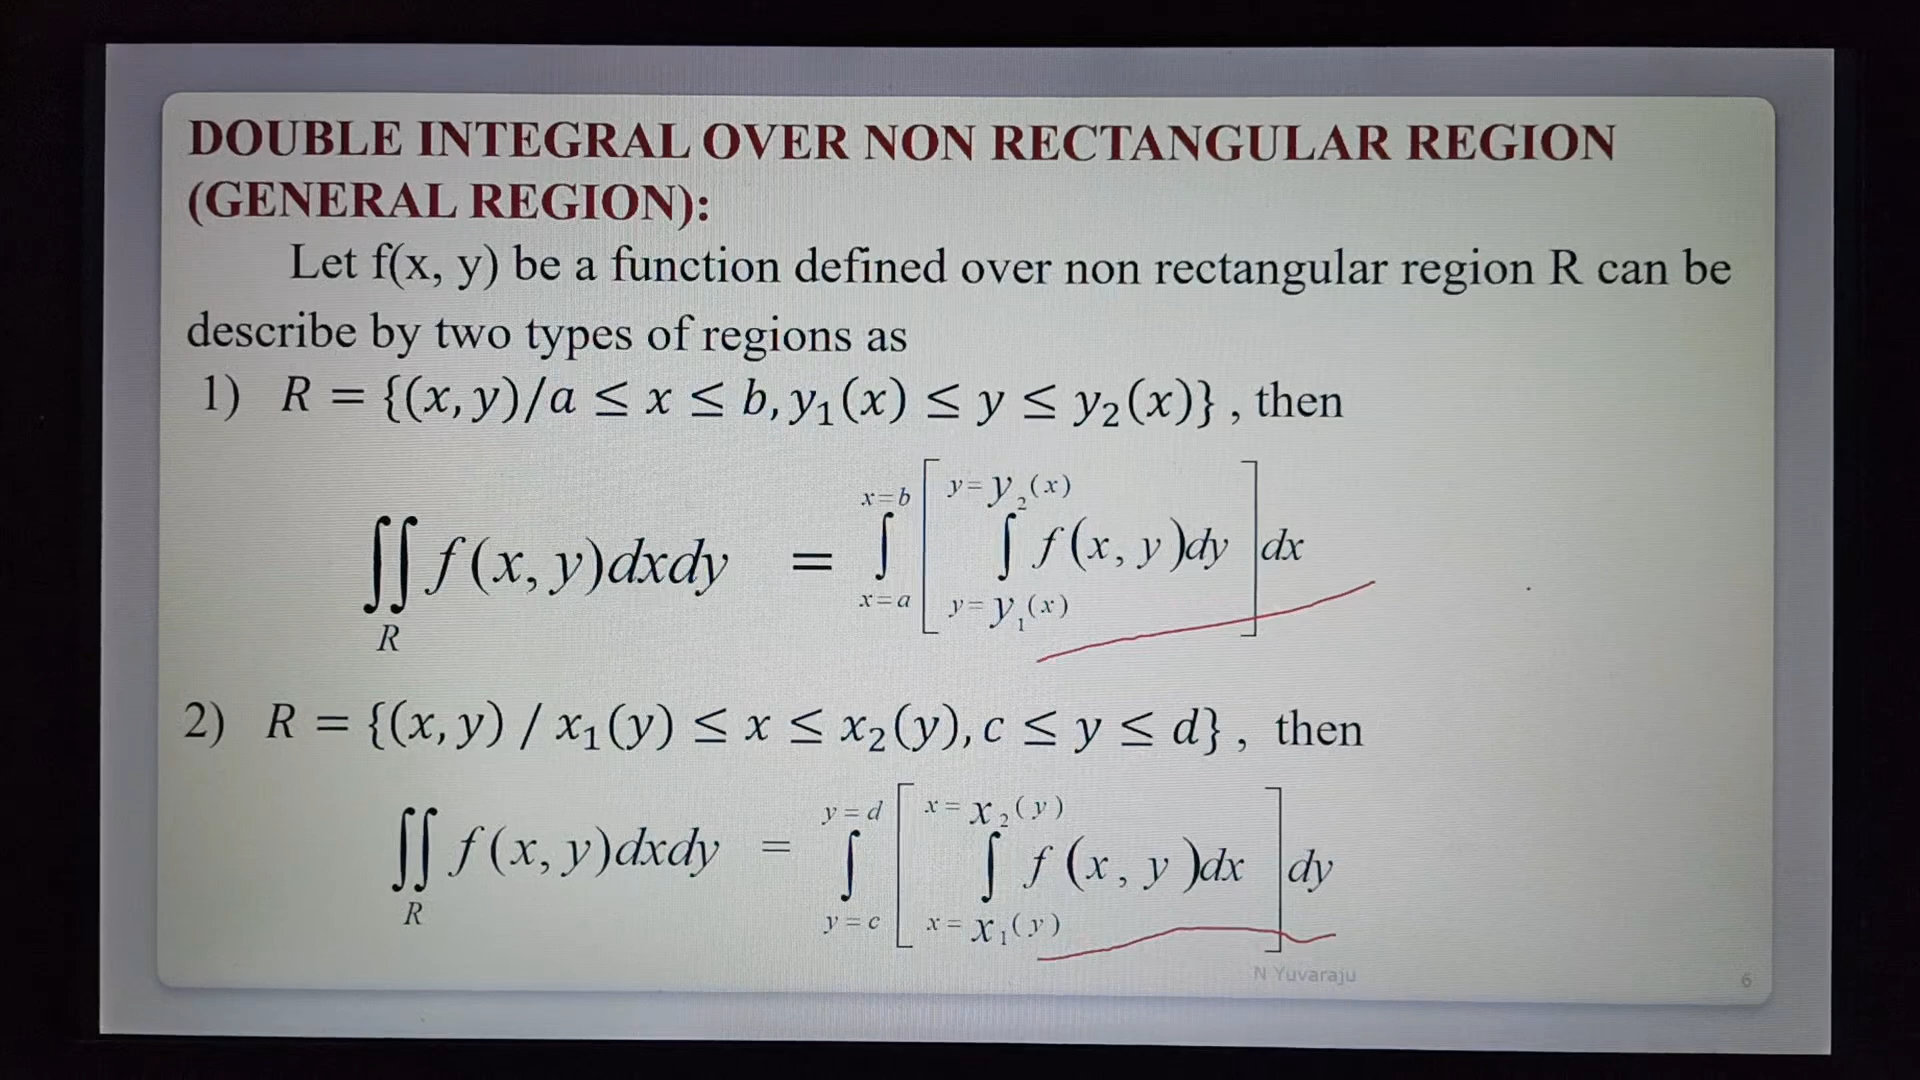 DOUBLE INTEGRAL OVER NON RECTANGULAR REGION
(GENERAL REGION):
Let f(x, y) be a function defined over non rectangular region R can be
describe by two types of regions as
1) R = {(x, y)/a ≤ x ≤ b, y₁(x) ≤ y ≤ y₂(x)} , then
∬_R f(x, y)dxdy = ∫_{x=a}^{x=b} [ ∫_{y=y₁(x)}^{y=y₂(x)} f(x, y)dy ] dx
2) R = {(x, y) / x₁(y) ≤ x ≤ x₂(y), c ≤ y ≤ d} , then
∬_R f(x, y)dxdy = ∫_{y=c}^{y=d} [ ∫_{x=x₁(y)}^{x=x₂(y)} f(x, y)dx ] dy
N Yuvaraju
6